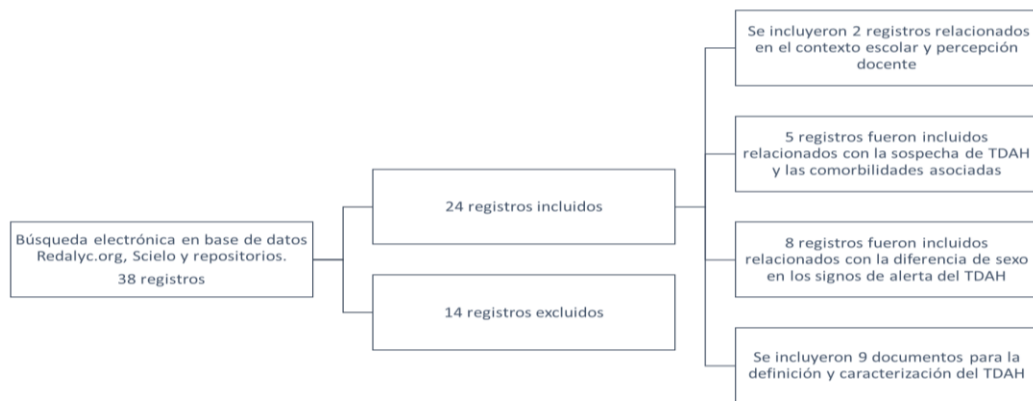 Búsqueda electrónica en base de datos
Redalyc.org, Scielo y repositorios.
38 registros
24 registros incluidos
14 registros excluidos
Se incluyeron 2 registros relacionados
en el contexto escolar y percepción
docente
5 registros fueron incluidos
relacionados con la sospecha de TDAH
y las comorbilidades asociadas
8 registros fueron incluidos
relacionados con la diferencia de sexo
en los signos de alerta del TDAH
Se incluyeron 9 documentos para la
definición y caracterización del TDAH